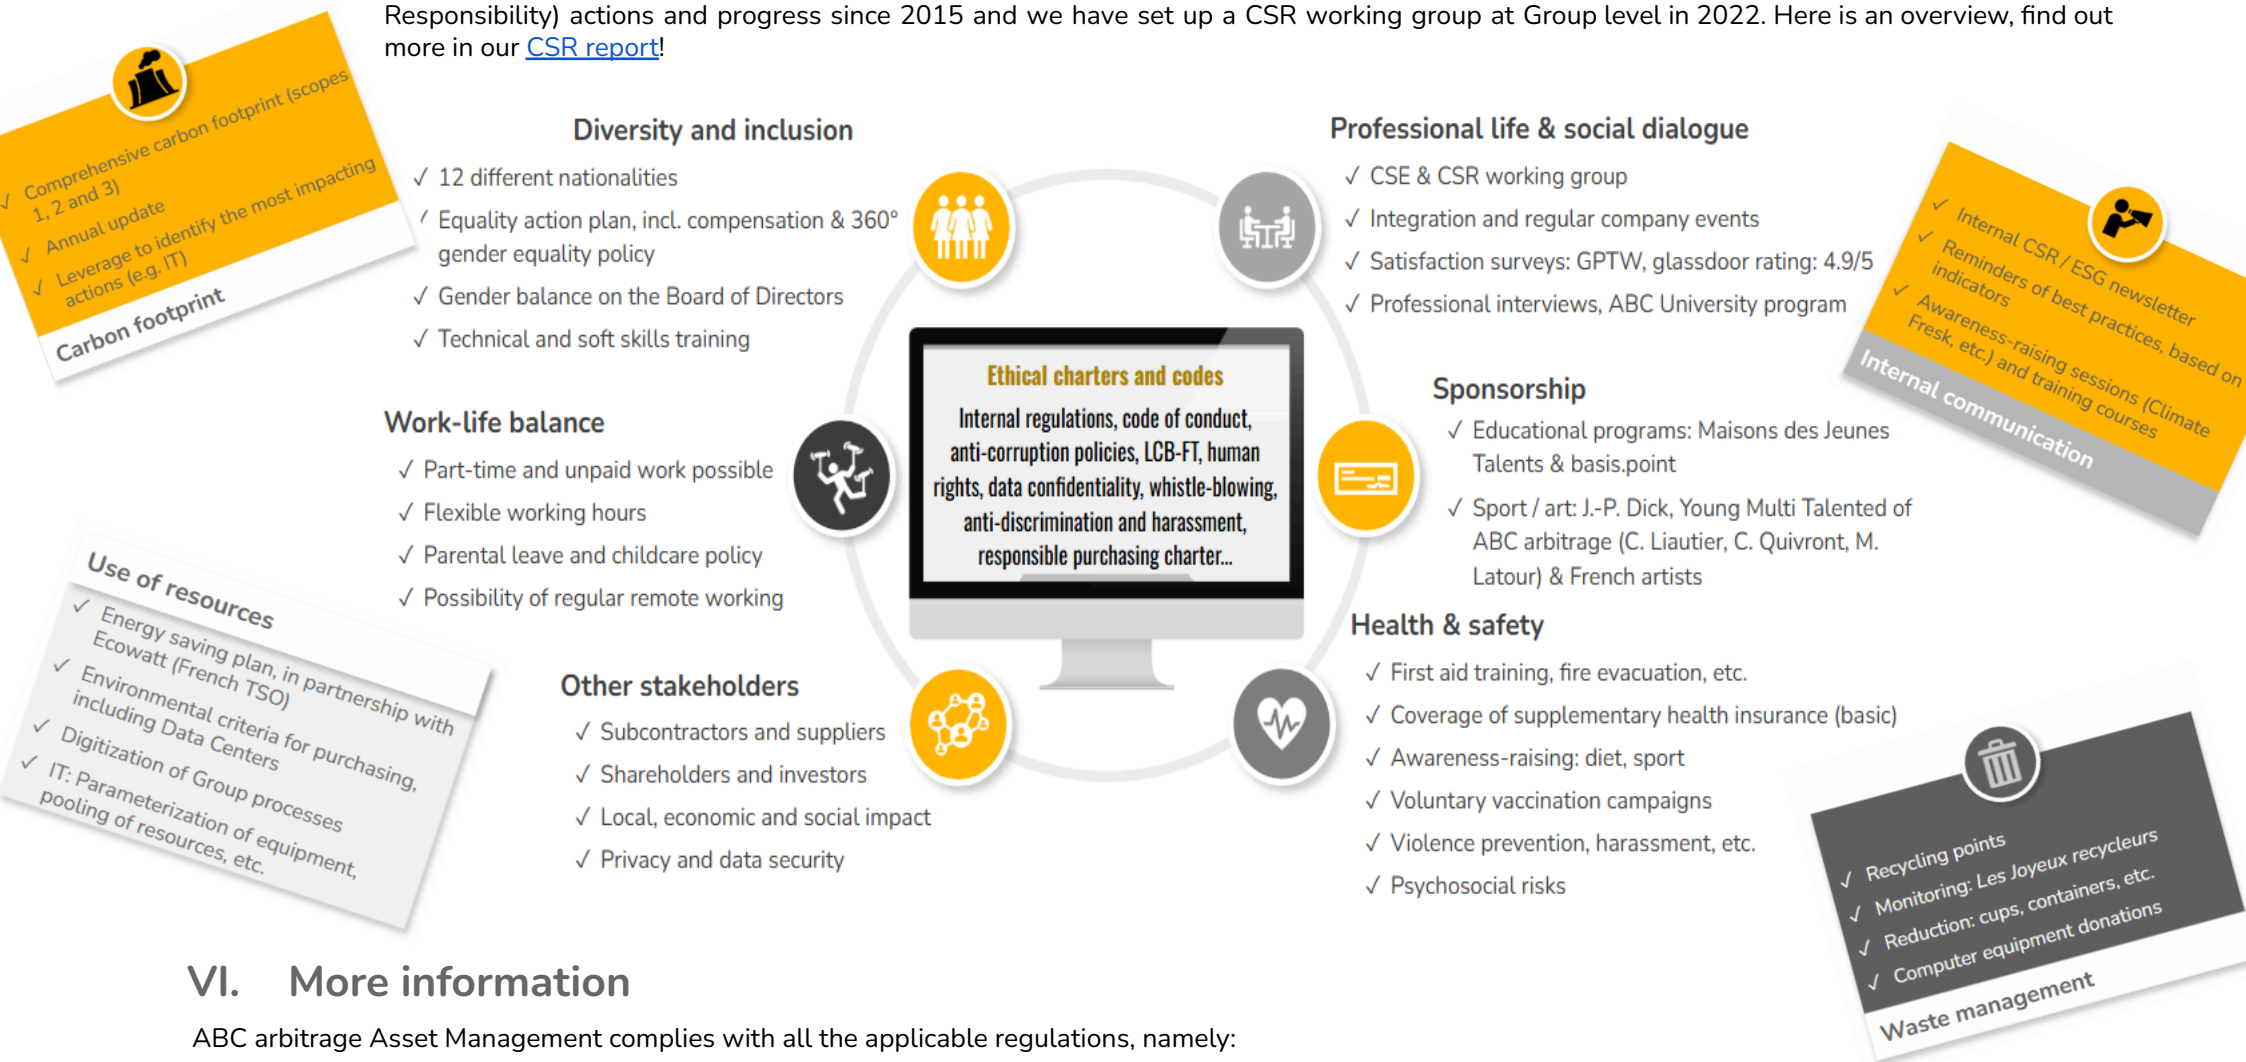 Responsibility) actions and progress since 2015 and we have set up a CSR working group at Group level in 2022. Here is an overview, find out
more in our CSR report!
✓ Comprehensive carbon footprint (scopes
1, 2 and 3)
✓ Annual update
✓ Leverage to identify the most impacting
actions (e.g. IT)
Carbon footprint
Diversity and inclusion
✓ 12 different nationalities
✓ Equality action plan, incl. compensation & 360°
gender equality policy
✓ Gender balance on the Board of Directors
✓ Technical and soft skills training
Professional life & social dialogue
✓ CSE & CSR working group
✓ Integration and regular company events
✓ Satisfaction surveys: GPTW, glassdoor rating: 4.9/5
✓ Professional interviews, ABC University program
✓ Internal CSR / ESG newsletter
✓ Reminders of best practices, based on
indicators
✓ Awareness-raising sessions (Climate
Fresk, etc.) and training courses
Internal communication
Ethical charters and codes
Internal regulations, code of conduct,
anti-corruption policies, LCB-FT, human
rights, data confidentiality, whistle-blowing,
anti-discrimination and harassment,
responsible purchasing charter...
Work-life balance
✓ Part-time and unpaid work possible
✓ Flexible working hours
✓ Parental leave and childcare policy
✓ Possibility of regular remote working
Sponsorship
✓ Educational programs: Maisons des Jeunes
Talents & basis.point
✓ Sport / art: J.-P. Dick, Young Multi Talented of
ABC arbitrage (C. Liautier, C. Quivront, M.
Latour) & French artists
Use of resources
✓ Energy saving plan, in partnership with
Ecowatt (French TSO)
✓ Environmental criteria for purchasing,
including Data Centers
✓ Digitization of Group processes
✓ IT: Parameterization of equipment,
pooling of resources, etc.
Other stakeholders
✓ Subcontractors and suppliers
✓ Shareholders and investors
✓ Local, economic and social impact
✓ Privacy and data security
Health & safety
✓ First aid training, fire evacuation, etc.
✓ Coverage of supplementary health insurance (basic)
✓ Awareness-raising: diet, sport
✓ Voluntary vaccination campaigns
✓ Violence prevention, harassment, etc.
✓ Psychosocial risks
✓ Recycling points
✓ Monitoring: Les Joyeux recycleurs
✓ Reduction: cups, containers, etc.
✓ Computer equipment donations
Waste management
VI. More information
ABC arbitrage Asset Management complies with all the applicable regulations, namely: